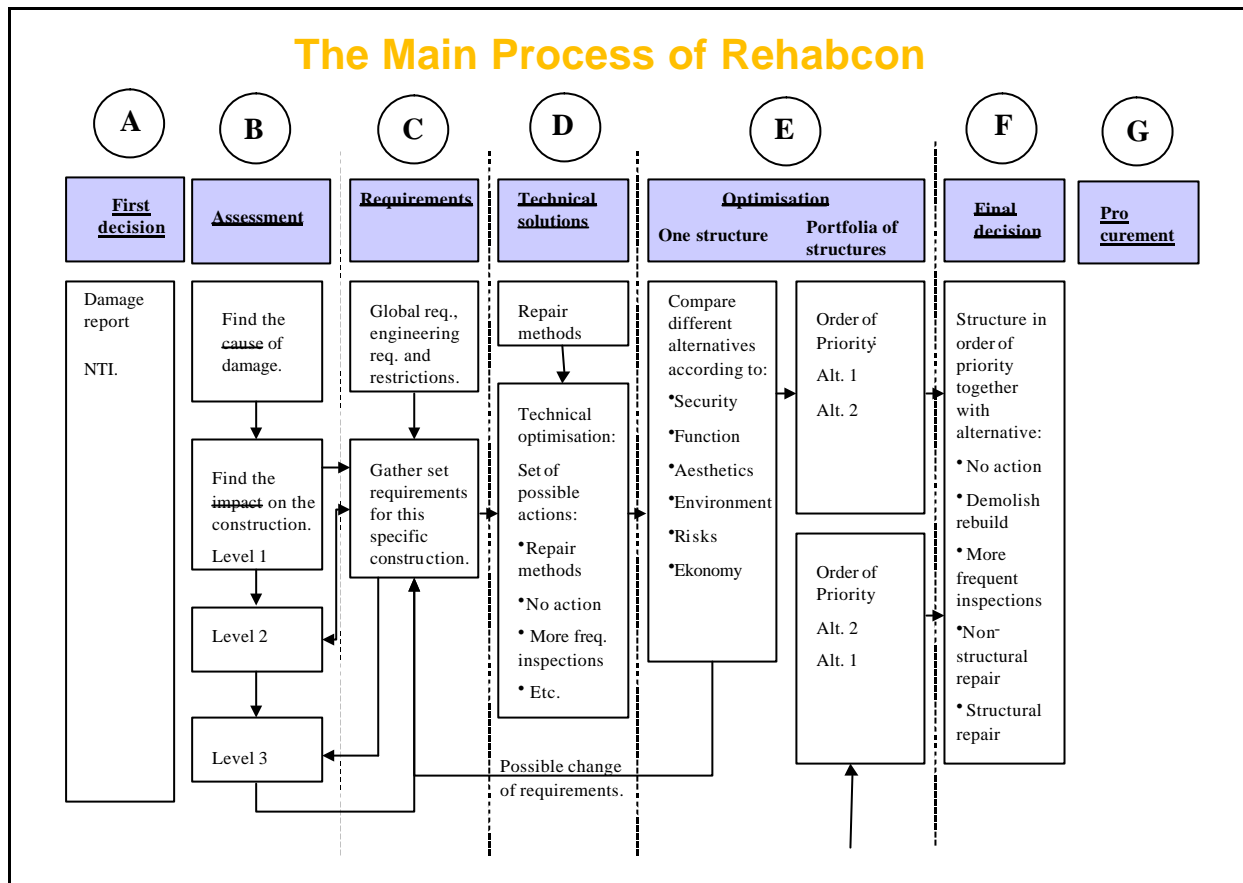 The Main Process of Rehabcon
A
B
C
D
E
F
G
First
decision
Assessment
Requirements
Technical
solutions
Optimisation
One structure
Portfolia of
structures
Final
decision
Pro
curement
Damage
report
NTI.
Find the
cause of
damage.
Find the
impact on the
construction.
Level 1
Level 2
Level 3
Global req.,
engineering
req. and
restrictions.
Gather set
requirements
for this
specific
construction.
Repair
methods
Technical
optimisation:
Set of
possible
actions:
•Repair
methods
•No action
• More freq.
inspections
• Etc.
Possible change
of requirements.
Compare
different
alternatives
according to:
•Security
•Function
•Aesthetics
•Environment
•Risks
•Ekonomy
Order of
Priority:
Alt. 1
Alt. 2
Order of
Priority
Alt. 2
Alt. 1
Structure in
order of
priority
together
with
alternative:
• No action
• Demolish
rebuild
• More
frequent
inspections
•Non-
structural
repair
•Structural
repair